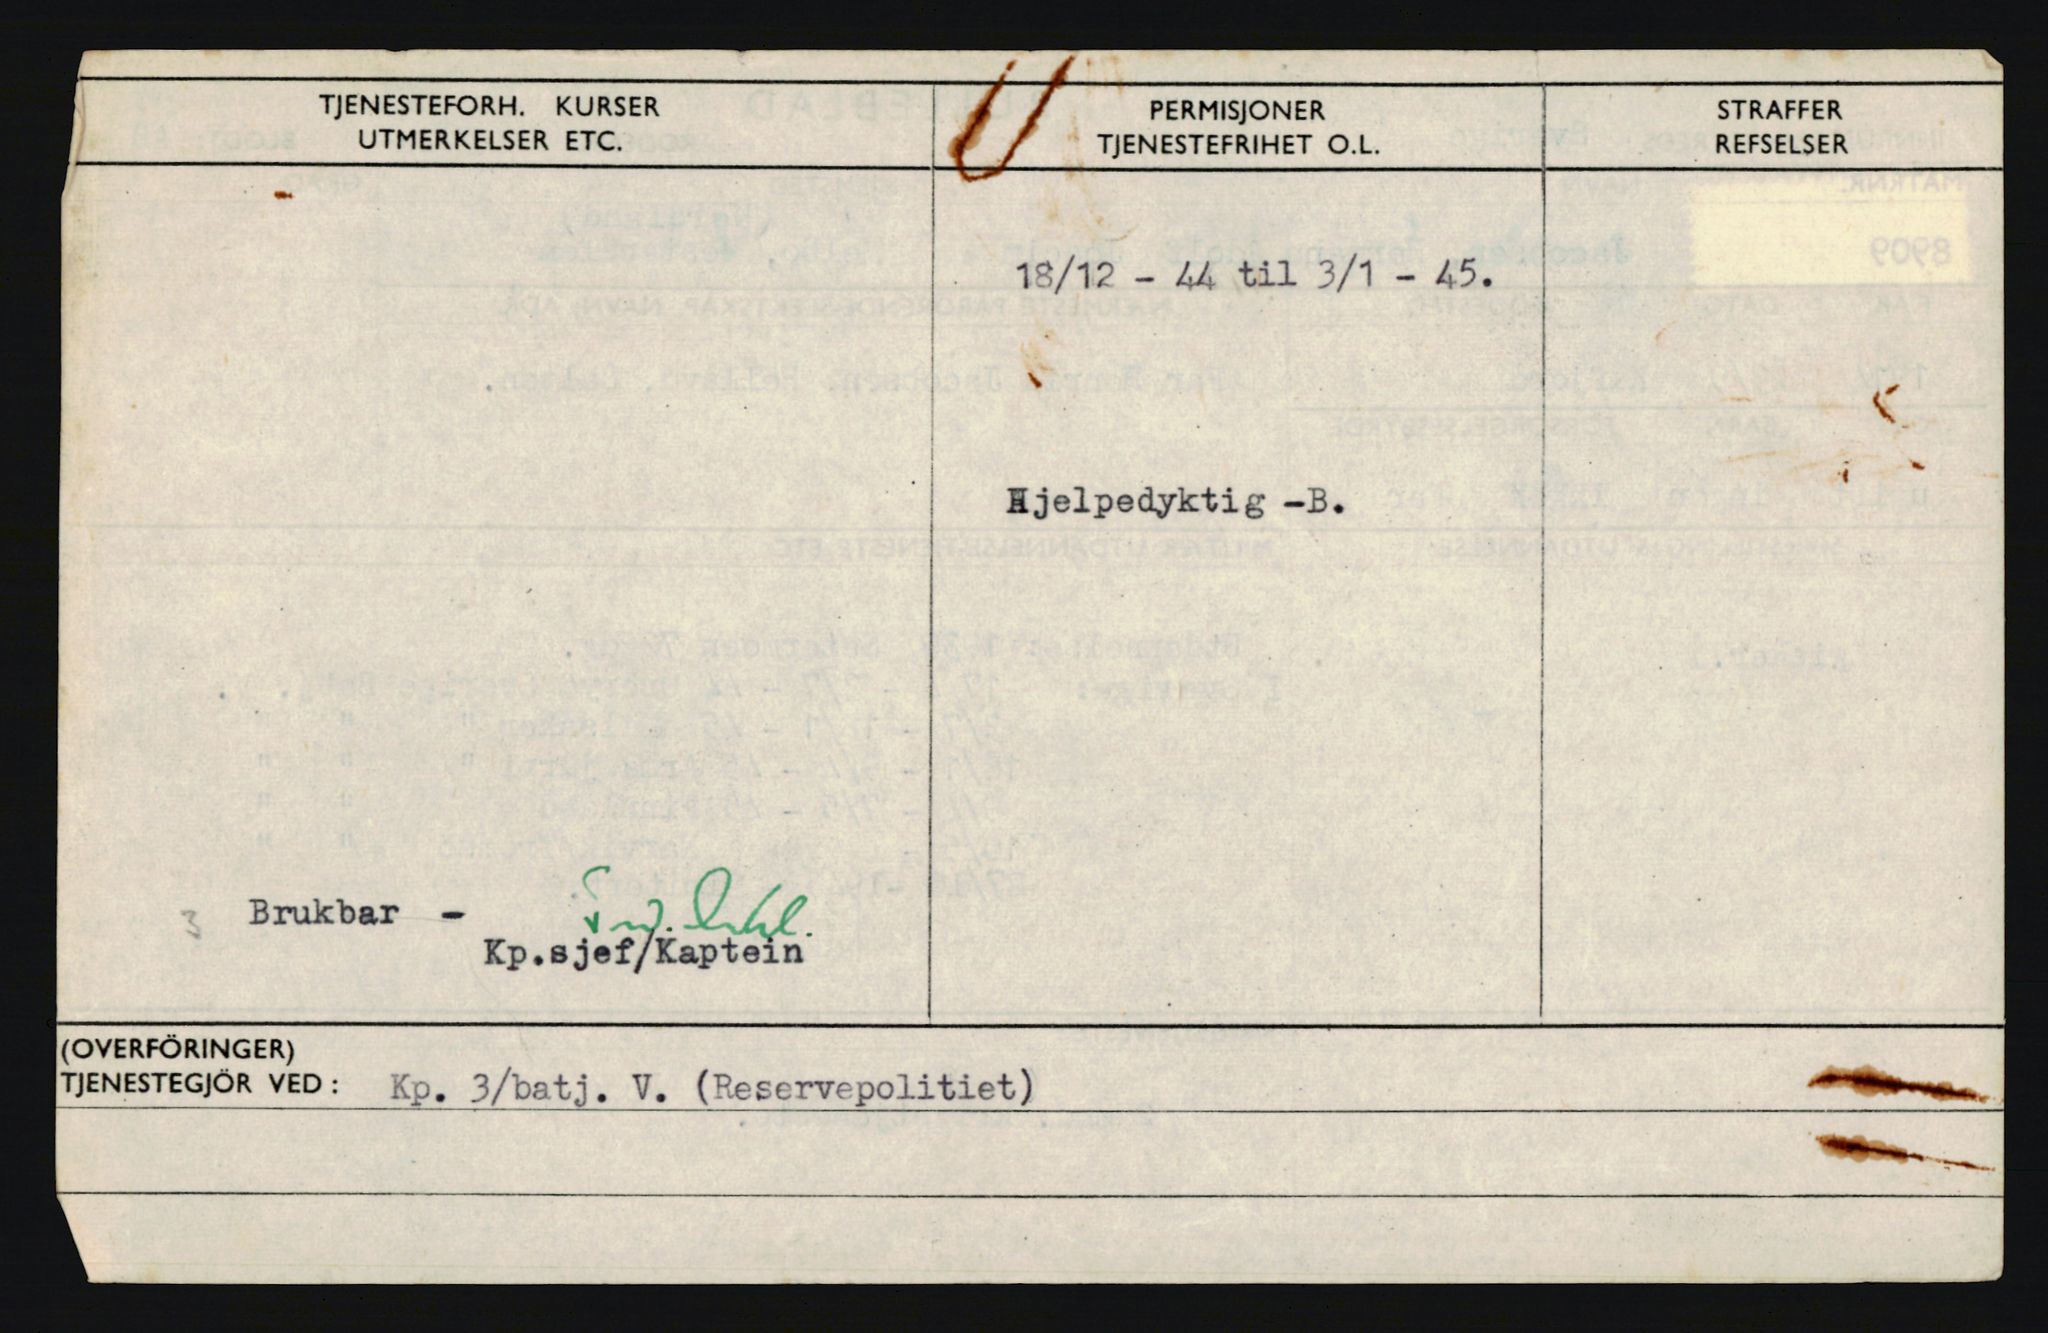 TJENESTEFORH. KURSER
UTMERKELSER ETC.
PERMISJONER
TJENESTEFRIHET O.L.
STRAFFER
REFSELSER
18/12 - 44 til 3/1 - 45.
Hjelpedyktig -B.
3 Brukbar -
Kp.sjef/Kaptein
(OVERFÖRINGER)
TJENESTEGJÖR VED: Kp. 3/batj. V. (Reservepolitiet)